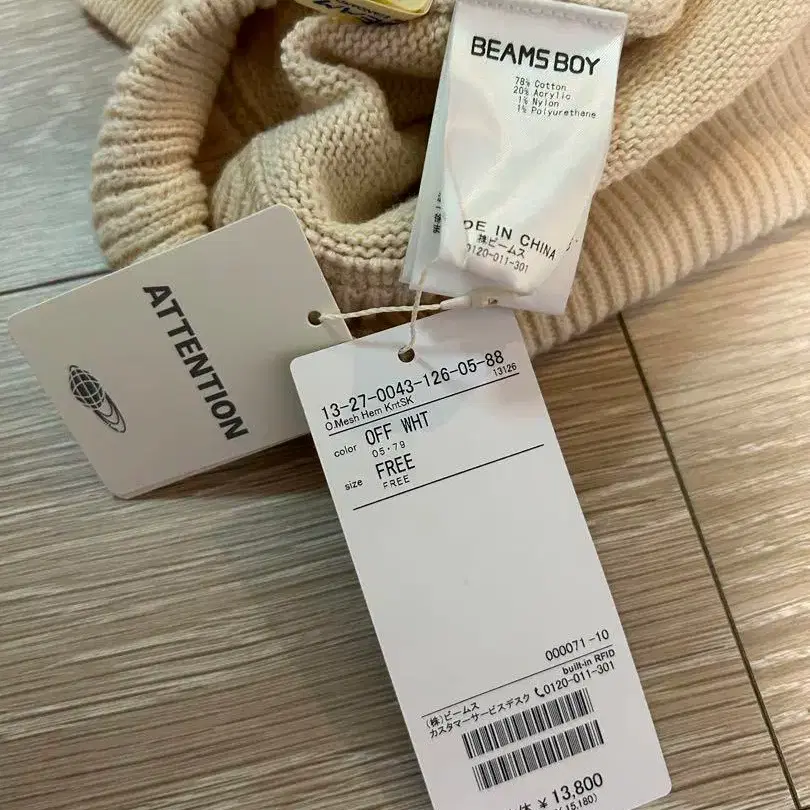 BEAMS BOY
78% Cotton
20% Acrylic
1% Nylon
1% Polyurethane
DE IN CHINA
㈱ビームス
0120-011-301
ATTENTION
13-27-0043-126-05-88
O.Mesh Hem KntSK
13126
color OFF WHT
05・79
size FREE
FREE
000071-10
built-in RFID
(株)ビームス
カスタマーサービスデスク 0120-011-301
¥ 13,800
¥ 15,180)